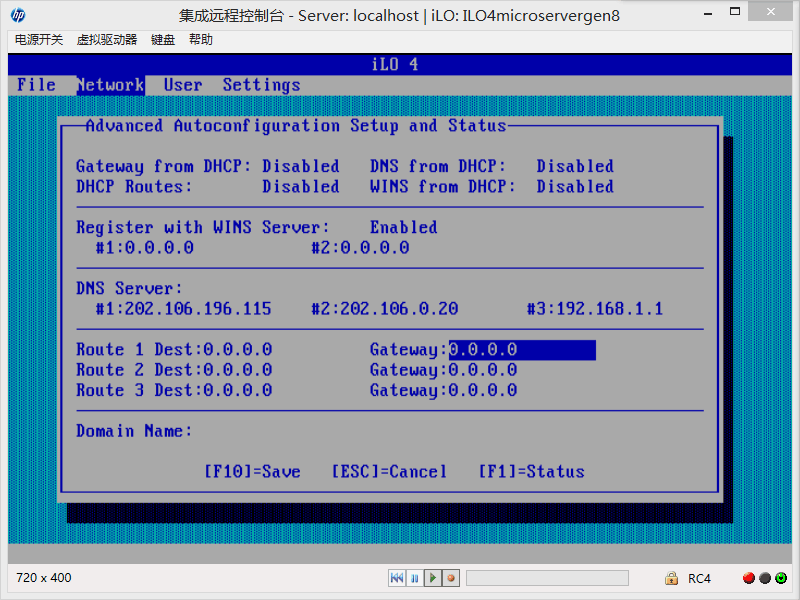 集成远程控制台 - Server: localhost | iLO: ILO4microservergen8
电源开关 虚拟驱动器 键盘 帮助
iLO 4
File Network User Settings
Advanced Autoconfiguration Setup and Status
Gateway from DHCP: Disabled DNS from DHCP: Disabled
DHCP Routes: Disabled WINS from DHCP: Disabled
Register with WINS Server: Enabled
#1:0.0.0.0 #2:0.0.0.0
DNS Server:
#1:202.106.196.115 #2:202.106.0.20 #3:192.168.1.1
Route 1 Dest:0.0.0.0 Gateway:0.0.0.0
Route 2 Dest:0.0.0.0 Gateway:0.0.0.0
Route 3 Dest:0.0.0.0 Gateway:0.0.0.0
Domain Name:
[F10]=Save [ESC]=Cancel [F1]=Status
720 x 400 RC4